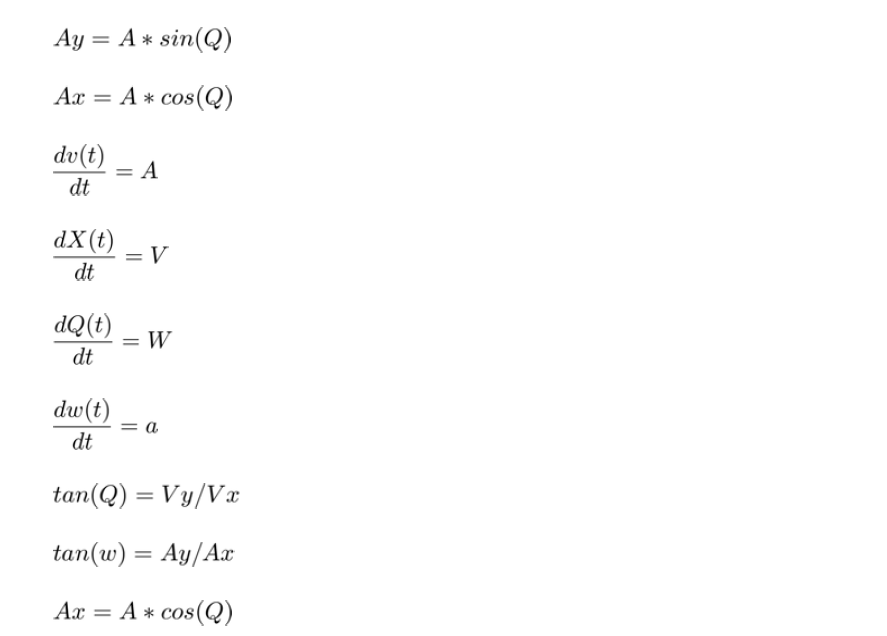 Ay = A * sin(Q)
Ax = A * cos(Q)
dv(t)/dt = A
dX(t)/dt = V
dQ(t)/dt = W
dw(t)/dt = a
tan(Q) = Vy/Vx
tan(w) = Ay/Ax
Ax = A * cos(Q)